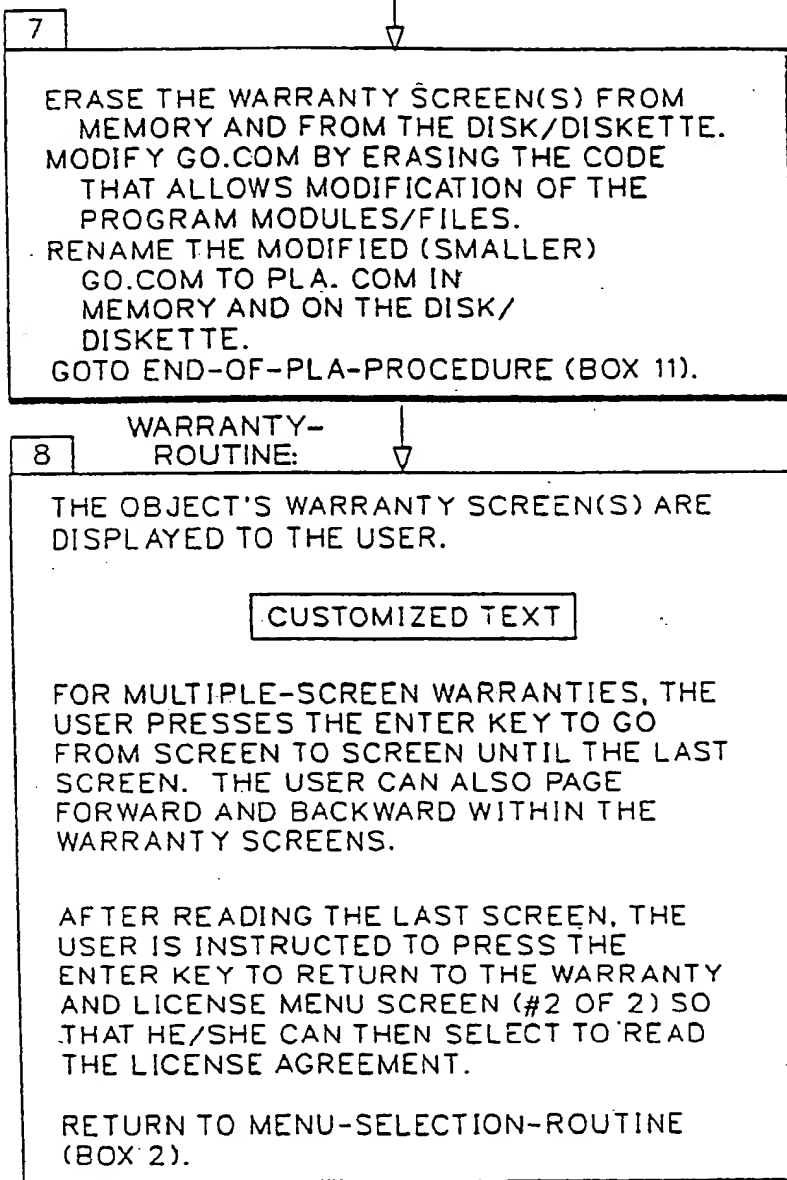 7
ERASE THE WARRANTY SCREEN(S) FROM
MEMORY AND FROM THE DISK/DISKETTE.
MODIFY GO.COM BY ERASING THE CODE
THAT ALLOWS MODIFICATION OF THE
PROGRAM MODULES/FILES.
RENAME THE MODIFIED (SMALLER)
GO.COM TO PLA. COM IN
MEMORY AND ON THE DISK/
DISKETTE.
GOTO END-OF-PLA-PROCEDURE (BOX 11).
WARRANTY-
8 ROUTINE:
THE OBJECT'S WARRANTY SCREEN(S) ARE
DISPLAYED TO THE USER.
CUSTOMIZED TEXT
FOR MULTIPLE-SCREEN WARRANTIES, THE
USER PRESSES THE ENTER KEY TO GO
FROM SCREEN TO SCREEN UNTIL THE LAST
SCREEN. THE USER CAN ALSO PAGE
FORWARD AND BACKWARD WITHIN THE
WARRANTY SCREENS.
AFTER READING THE LAST SCREEN, THE
USER IS INSTRUCTED TO PRESS THE
ENTER KEY TO RETURN TO THE WARRANTY
AND LICENSE MENU SCREEN (#2 OF 2) SO
THAT HE/SHE CAN THEN SELECT TO READ
THE LICENSE AGREEMENT.
RETURN TO MENU-SELECTION-ROUTINE
(BOX 2).